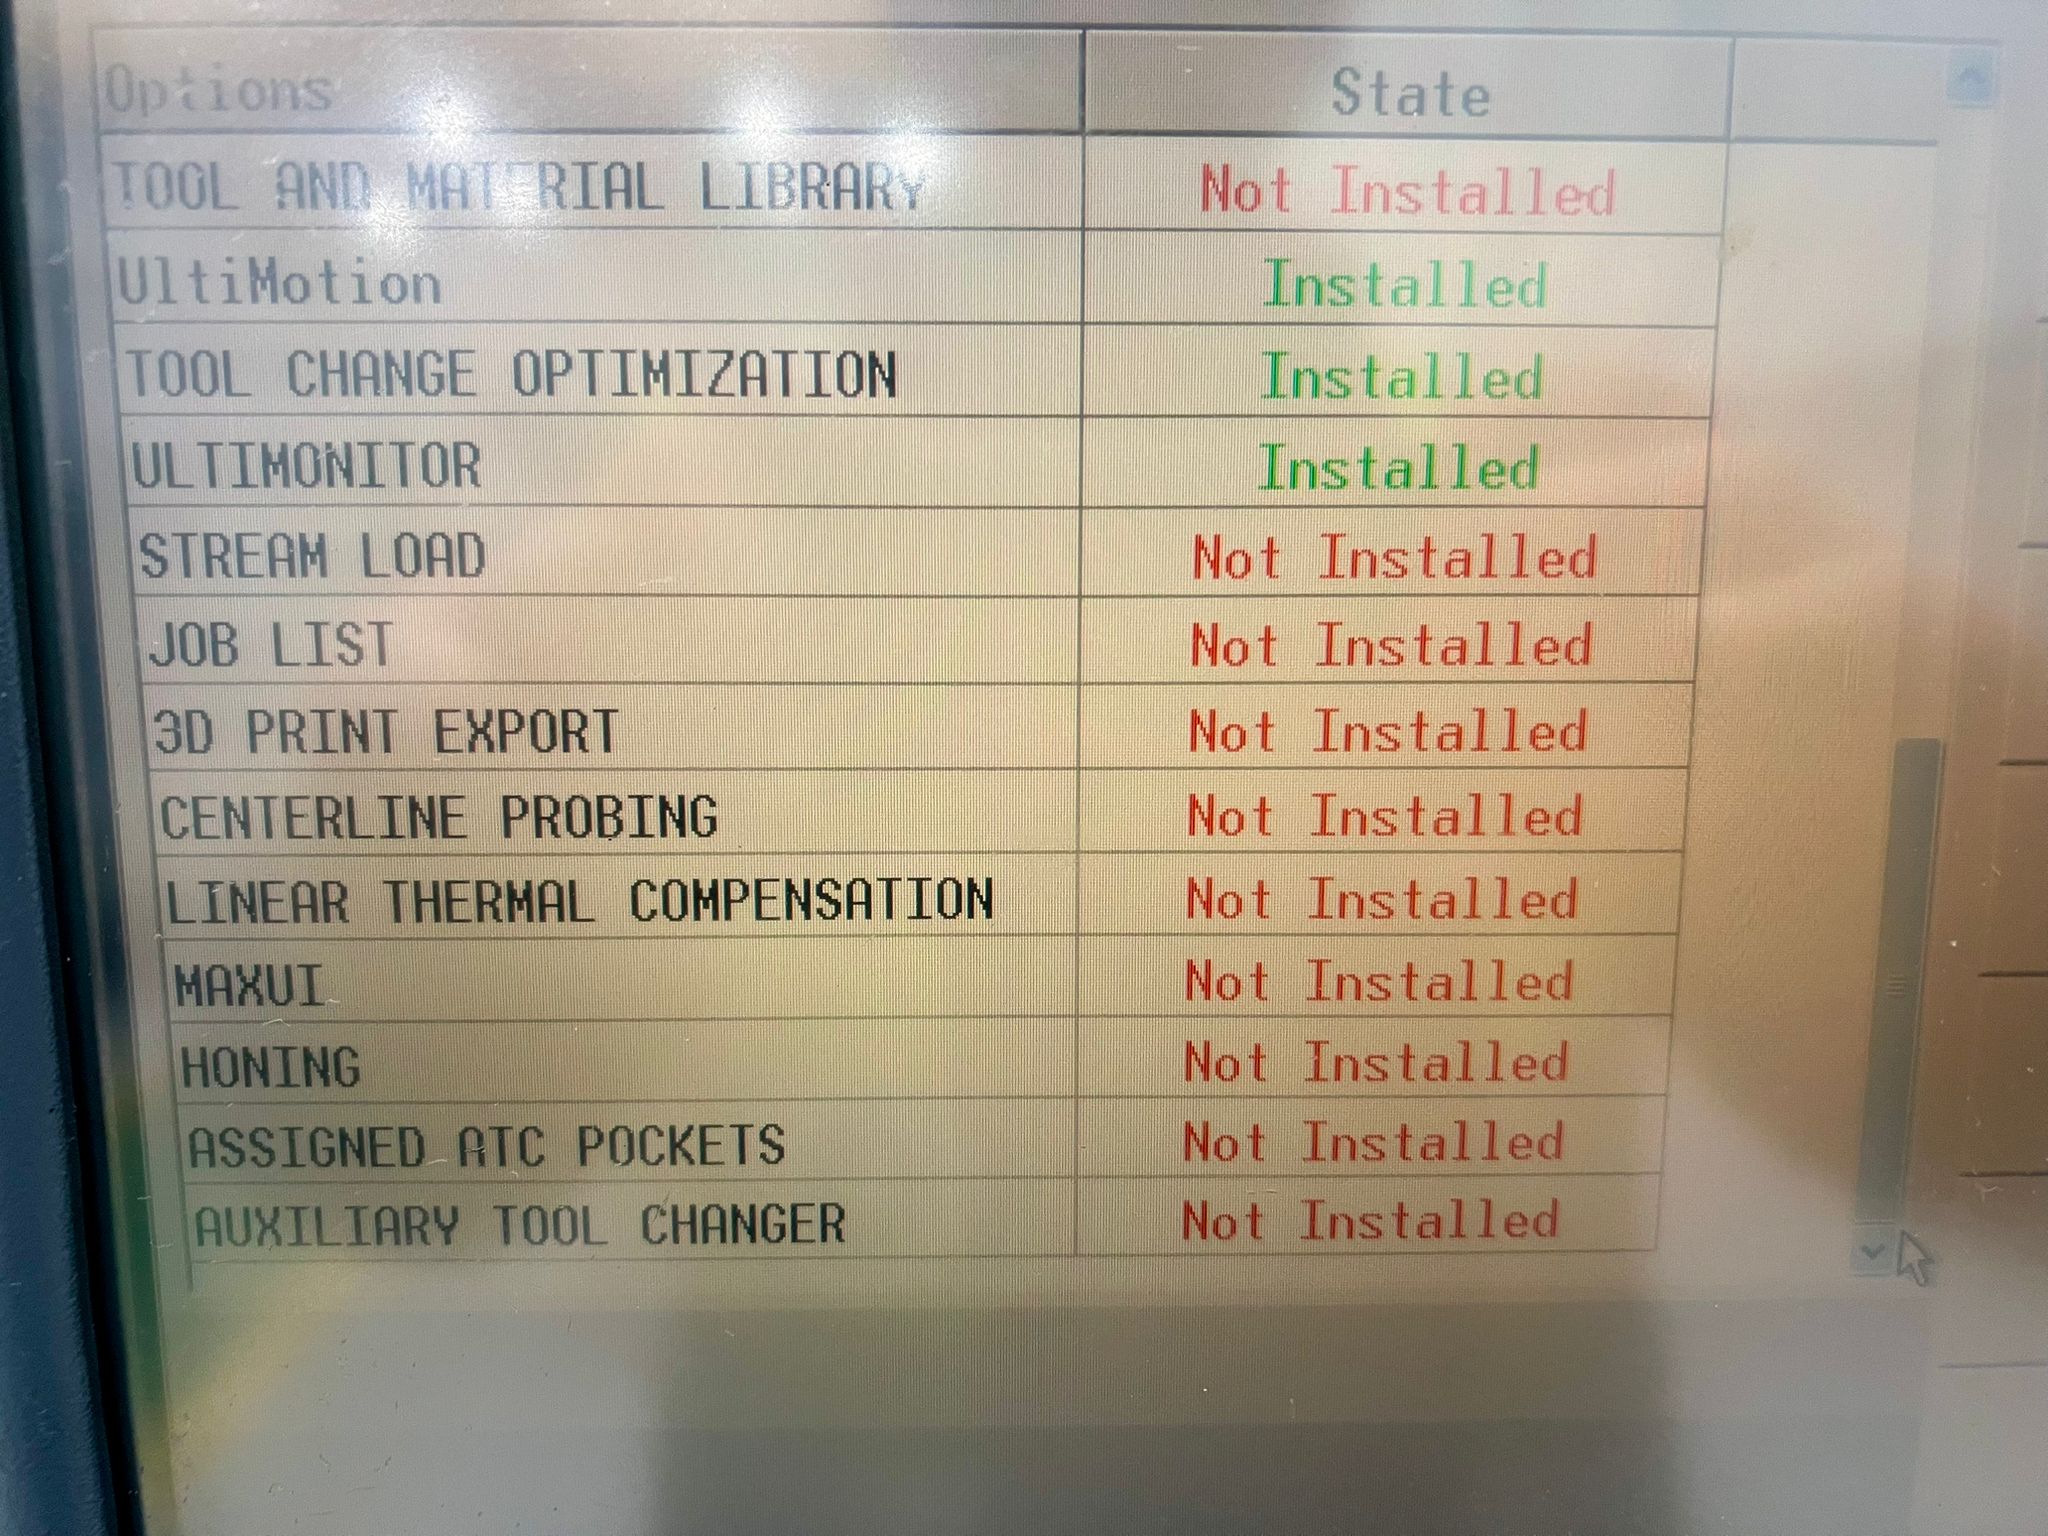 Options State
TOOL AND MATERIAL LIBRARY Not Installed
UltiMotion Installed
TOOL CHANGE OPTIMIZATION Installed
ULTIMONITOR Installed
STREAM LOAD Not Installed
JOB LIST Not Installed
3D PRINT EXPORT Not Installed
CENTERLINE PROBING Not Installed
LINEAR THERMAL COMPENSATION Not Installed
MAXUI Not Installed
HONING Not Installed
ASSIGNED ATC POCKETS Not Installed
AUXILIARY TOOL CHANGER Not Installed